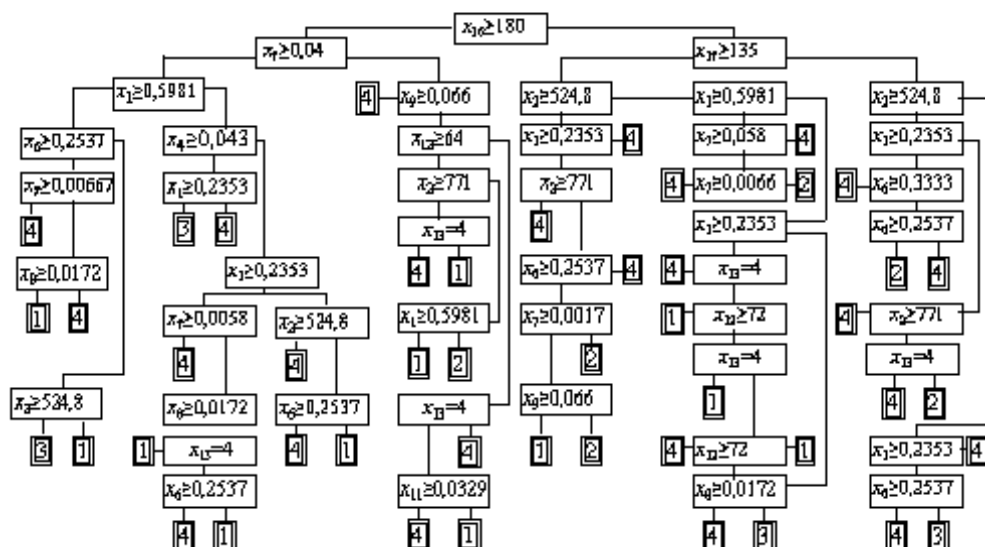 x₁₆≥180
x₇≥0,04 x₁₇≥135
x₁≥0,5981 4 x₉≥0,066 x₂≥524,8 x₁≥0,5981 x₂≥524,8
x₆≥0,2537 x₄≥0,043 x₁₂≥64 x₁≥0,2353 4 x₇≥0,058 4 x₁≥0,2353
x₇≥0,00667 x₁≥0,2353 x₂≥771 x₂≥771 4 x₇≥0,0066 2 4 x₆≥0,3333
4 3 4 x₁₃=4 4 x₁≥0,2353 x₆≥0,2537
x₈≥0,0172 x₁≥0,2353 4 1 x₆≥0,2537 4 4 x₁₃=4 2 4
1 4 x₇≥0,0058 x₂≥524,8 x₁≥0,5981 x₇≥0,0017 1 x₁₂≥72 4 x₂≥771
4 4 1 2 2 x₁₃=4 x₁₃=4
x₂≥524,8 x₈≥0,0172 x₆≥0,2537 x₁₃=4 x₉≥0,066 1 4 2
3 1 1 x₁₃=4 4 1 4 1 2 4 x₁₂≥72 1 x₁≥0,2353 4
x₆≥0,2537 x₁₁≥0,0329 x₈≥0,0172 x₆≥0,2537
4 1 4 1 4 3 4 3